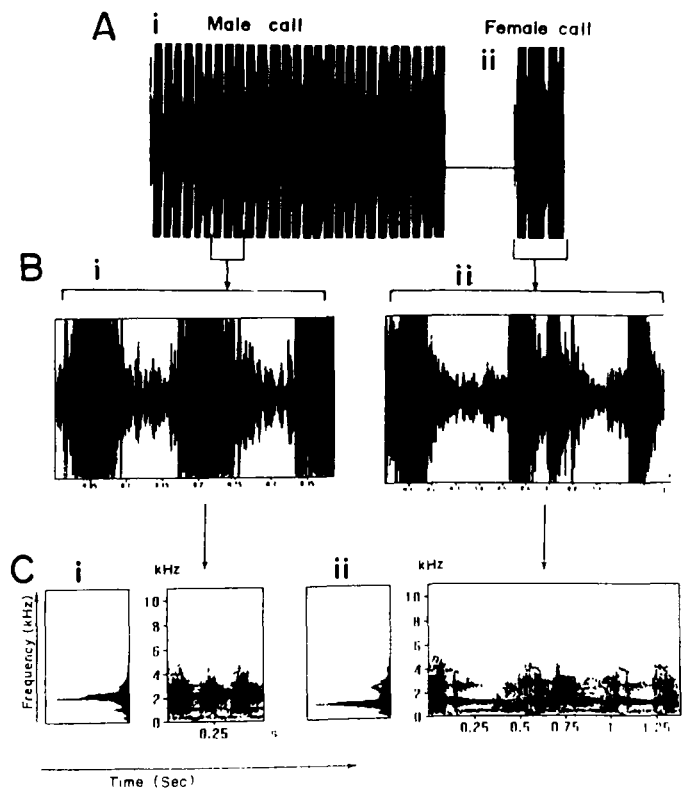 A i Male call Female call
ii
B i ii
C i kHz ii kHz
10 10
8 8
6 6
4 4
2 2
0 0
0.25 s 0.25 0.5 0.75 1 1.25
Frequency (kHz)
Time (Sec)